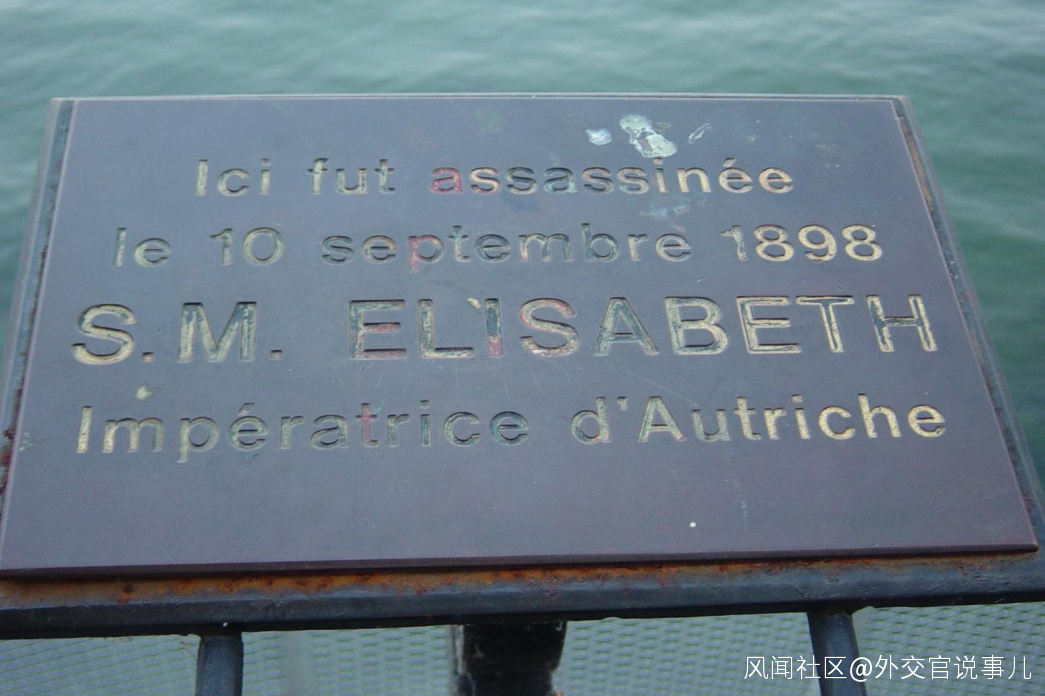 Ici fut assassinée
le 10 septembre 1898
S.M. ELISABETH
Impératrice d'Autriche
风闻社区@外交官说事儿